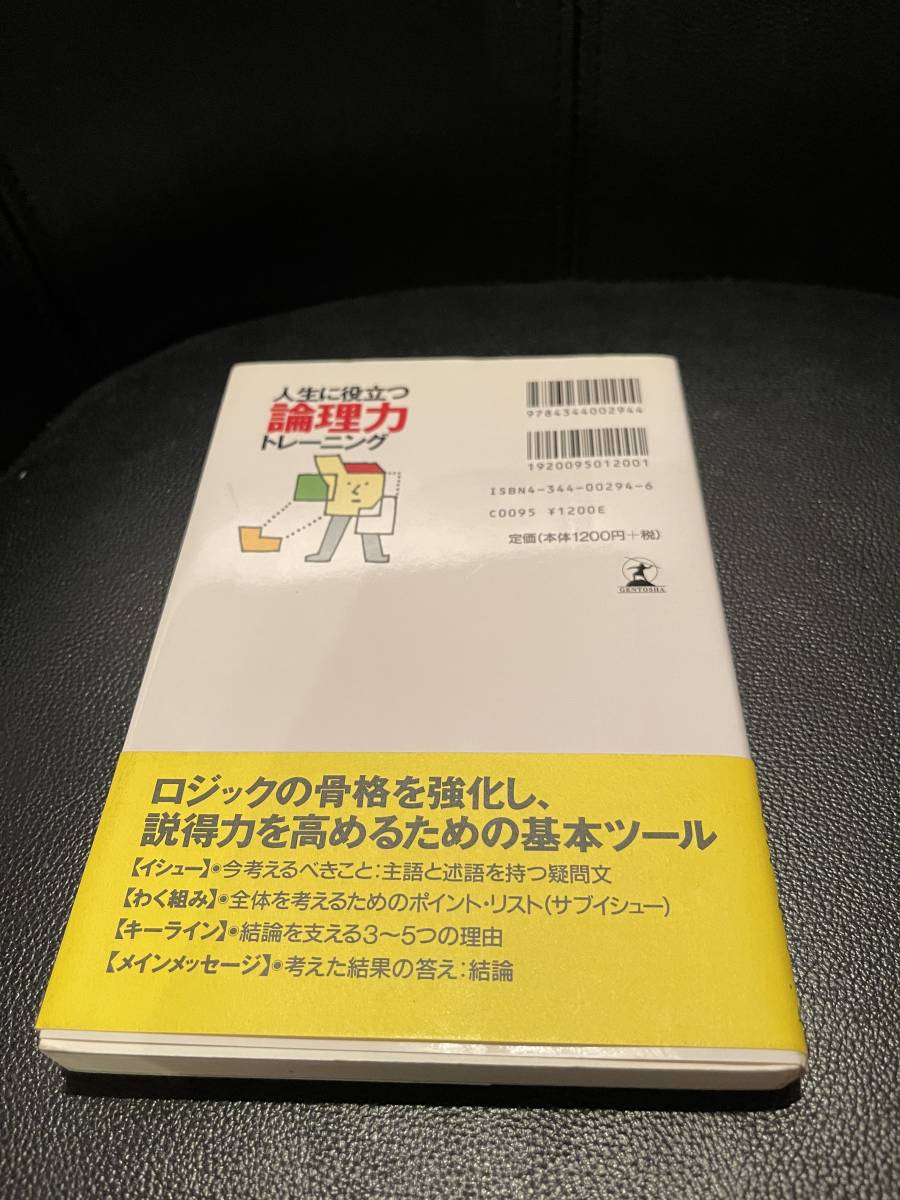 人生に役立つ
論理力
トレーニング
9784344002944
1920095012001
ISBN4-344-00294-6
C0095 ¥1200E
定価(本体1200円+税)
GENTOSHA
ロジックの骨格を強化し、
説得力を高めるための基本ツール
【イシュー】●今考えるべきこと:主語と述語を持つ疑問文
【わく組み】●全体を考えるためのポイント・リスト(サブイシュー)
【キーライン】●結論を支える3〜5つの理由
【メインメッセージ】●考えた結果の答え:結論